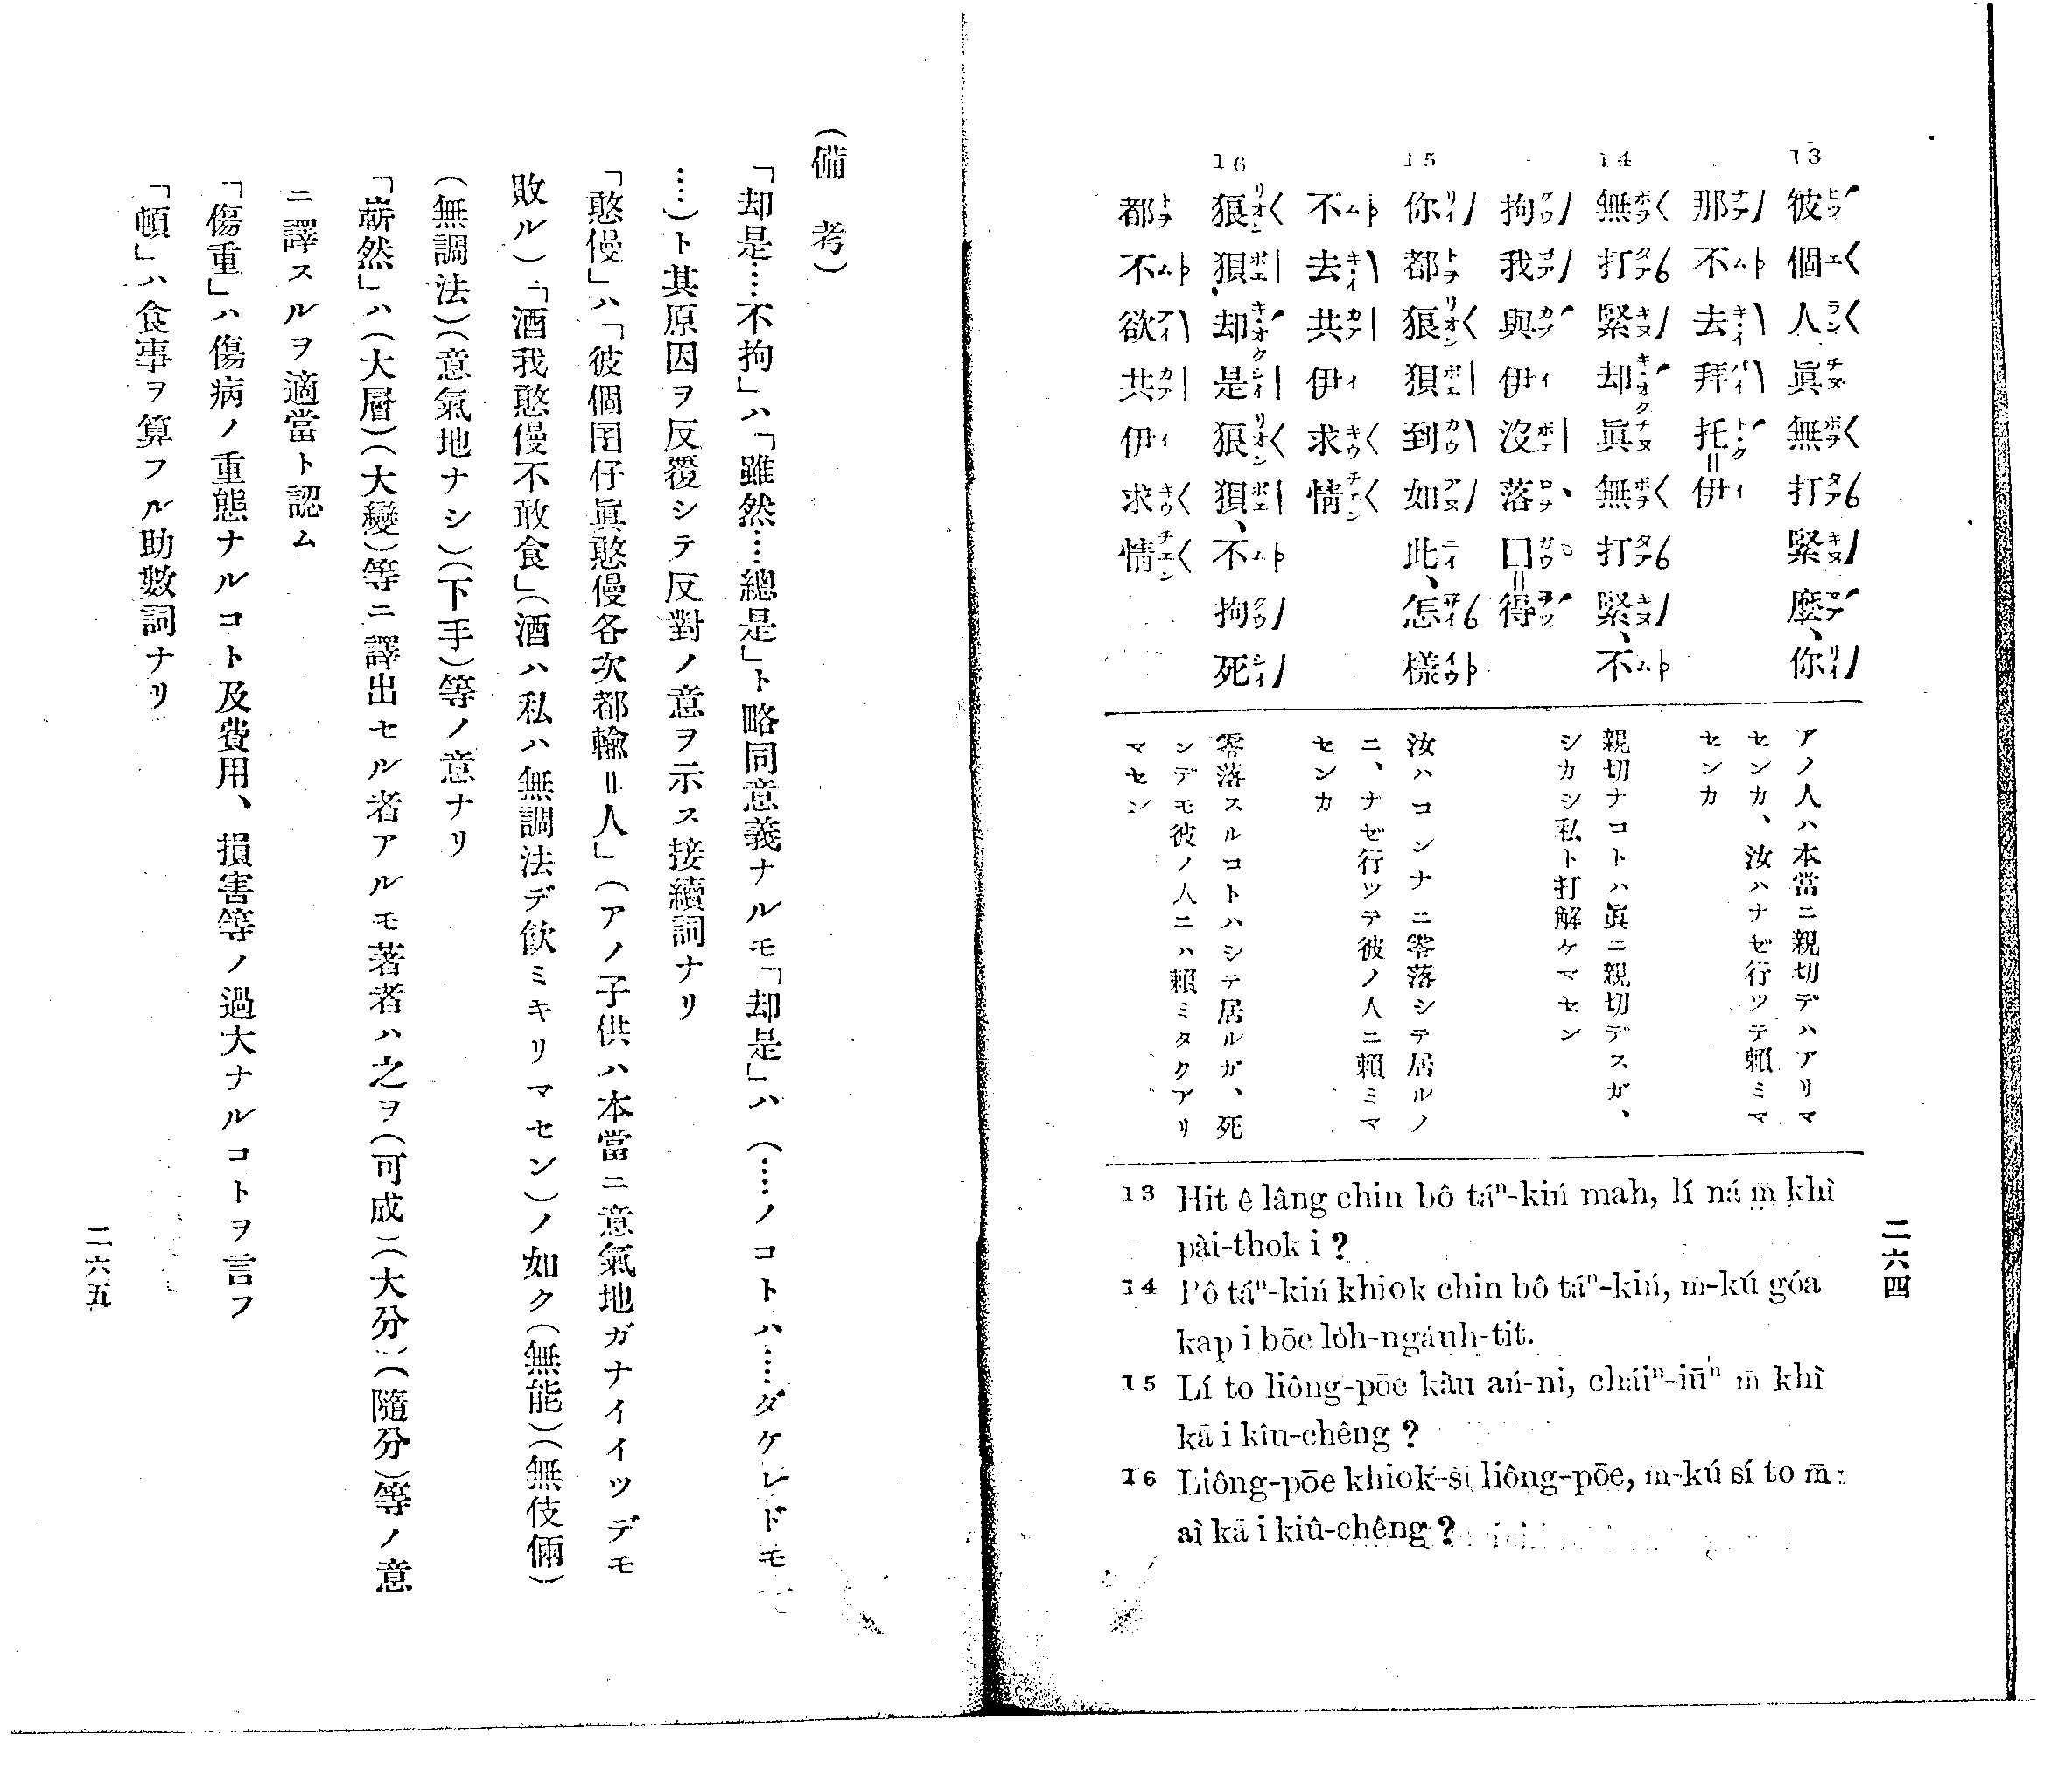 二六四
13
彼個人眞無打緊麼、你
那不去拜托=伊
14
無打緊却眞無打緊、不
拘我與伊沒落口=得
15
你都狼狽到如此、怎樣
不去共伊求情
16
狼狽却是狼狽、不拘死
都不欲共伊求情
アノ人ハ本當ニ親切デハアリマ
センカ、汝ハナゼ行ツテ賴ミマ
センカ
親切ナコトハ眞ニ親切デスガ、
シカシ私ト打解ケマセン
汝ハコンナニ零落シテ居ルノ
ニ、ナゼ行ツテ彼ノ人ニ賴ミマ
センカ
零落スルコトハシテ居ルガ、死
ンデモ彼ノ人ニハ賴ミタクアリ
マセン
13 Hit ê lâng chin bô táⁿ-kiń mah, lí ná m̄ khì
pài-thok i ?
14 Bô táⁿ-kiń khiok chin bô táⁿ-kiń, m̄-kú góa
kap i bōe lo̍h-ngáuh-tit.
15 Lí to liông-pōe kàu ań-ni, cháiⁿ-iūⁿ m̄ khì
kā i kîu-chêng ?
16 Liông-pōe khiok-sī liông-pōe, m̄-kú sí to m̄
aì kā i kiû-chêng ?
(備考)
「却是…‥不拘」ハ「雖然…‥總是」ト略同意義ナルモ「却是」ハ(…‥ノコトハ…‥ダケレドモ
…‥)ト其原因ヲ反覆シテ反對ノ意ヲ示ス接續詞ナリ
「憨慢」ハ「彼個囝仔眞憨慢各次都輸=人」(アノ子供ハ本當ニ意氣地ガナイイツデモ
敗ル)「酒我憨慢不敢食」(酒ハ私ハ無調法デ飮ミキリマセン)ノ如ク(無能)(無伎倆)
(無調法)(意氣地ナシ)(下手)等ノ意ナリ
「嶄然」ハ(大層)(大變)等ニ譯出セル者アルモ著者ハ之ヲ(可成)(大分)(隨分)等ノ意
ニ譯スルヲ適當ト認ム
「傷重」ハ傷病ノ重態ナルコト及費用、損害等ノ過大ナルコトヲ言フ
「頓」ハ食事ヲ算フル助數詞ナリ
二六五